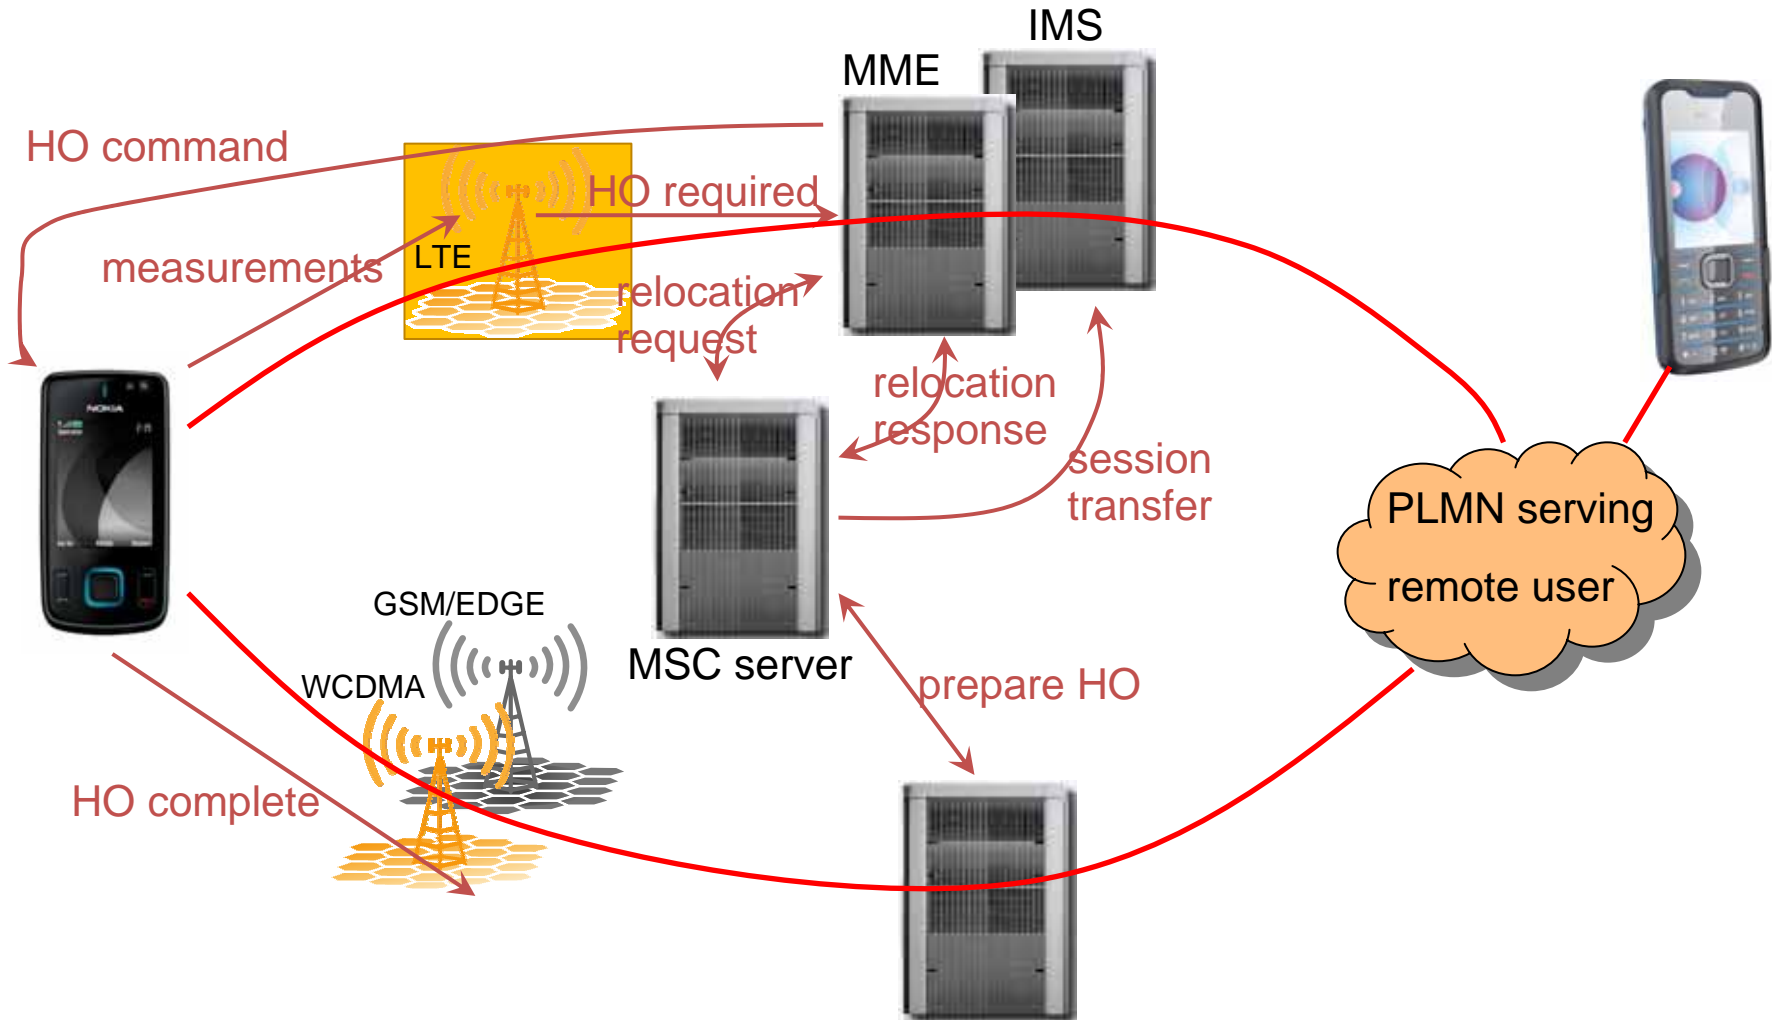 IMS
MME
HO command
HO required
LTE
measurements
relocation
request
NOKIA
relocation
response
session
transfer
PLMN serving
remote user
GSM/EDGE
MSC server
WCDMA
prepare HO
HO complete